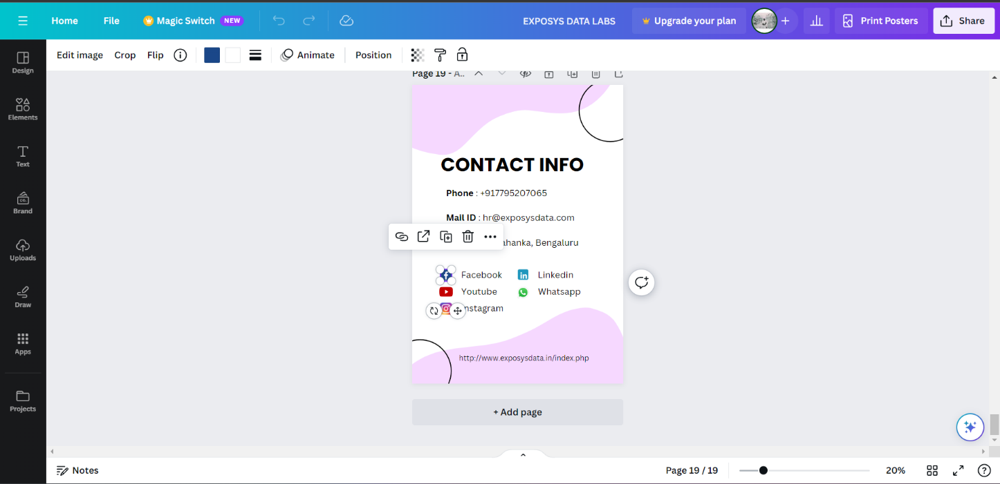 Home File Magic Switch NEW EXPOSYS DATA LABS Upgrade your plan Print Posters Share
Edit image Crop Flip Animate Position
Design
Elements
Text
Brand
Uploads
Draw
Apps
Projects
Page 19 - A..
CONTACT INFO
Phone : +917795207065
Mail ID : hr@exposysdata.com
ahanka, Bengaluru
Facebook Linkedin
Youtube Whatsapp
nstagram
http://www.exposysdata.in/index.php
+ Add page
Notes Page 19 / 19 20%